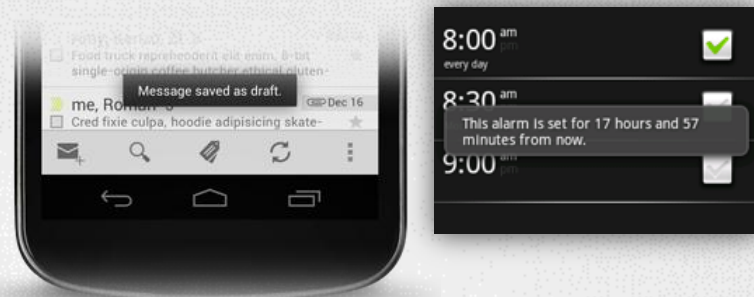 Food truck reprehenderit elit enim, 8-bit
single-origin coffee butcher ethical gluten-
Message saved as draft.
me, 
Dec 16
Cred fixie culpa, hoodie adipisicing skate-
8:00 am
pm
every day
8:30 am
This alarm is set for 17 hours and 57
minutes from now.
9:00 am
pm